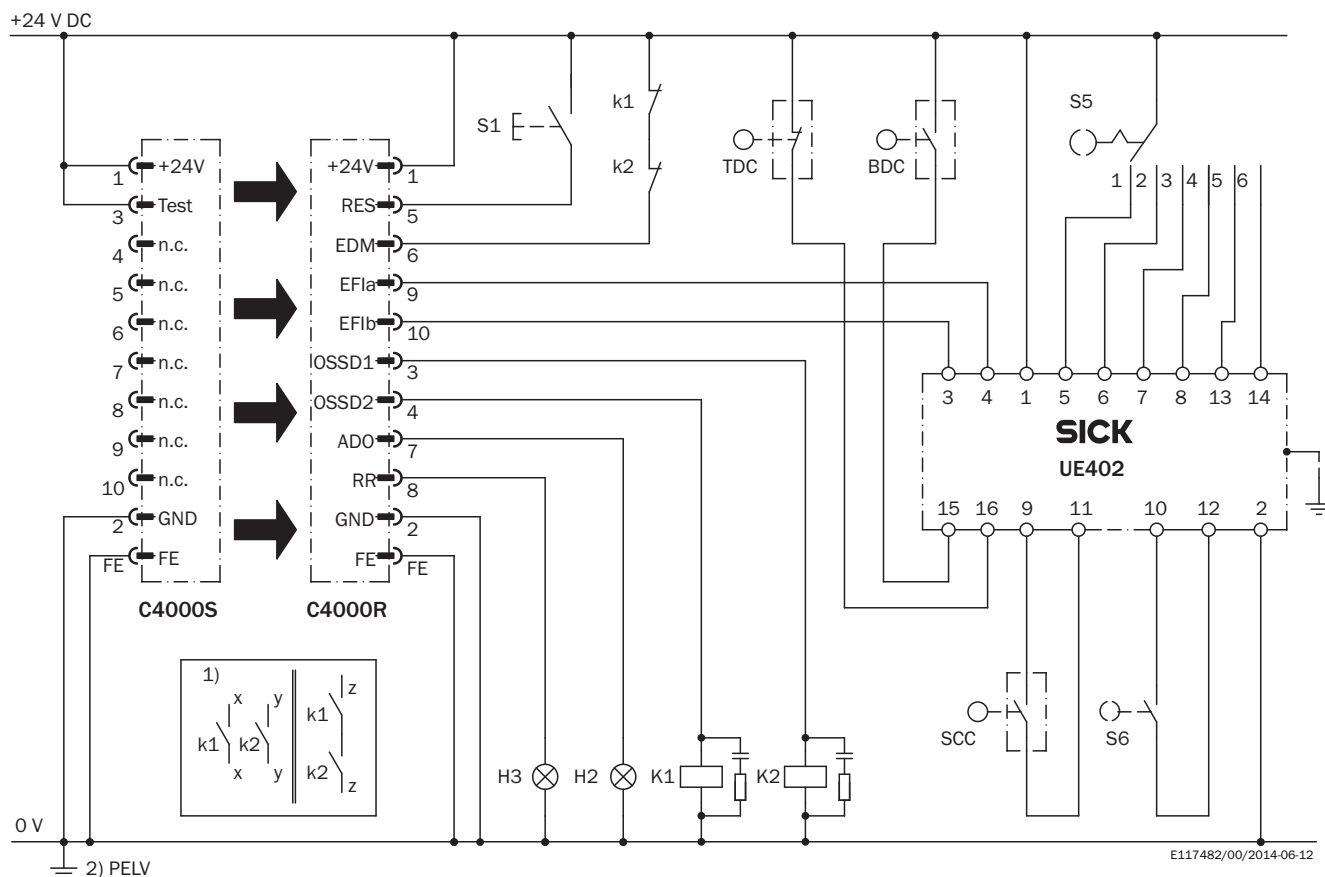 +24 V DC
S1
k1
k2
TDC
BDC
S5
1 2 3 4 5 6
1 +24V
3 Test
4 n.c.
5 n.c.
6 n.c.
7 n.c.
8 n.c.
9 n.c.
10 n.c.
2 GND
FE FE
C4000S
+24V 1
RES 5
EDM 6
EFIa 9
EFIb 10
OSSD1 3
OSSD2 4
ADO 7
RR 8
GND 2
FE FE
C4000R
3 4 1 5 6 7 8 13 14
SICK
UE402
15 16 9 11 10 12 2
1)
x y z
k1 k2 k1
k2
x y z
H3 H2 K1 K2
SCC S6
0 V
2) PELV
E117482/00/2014-06-12